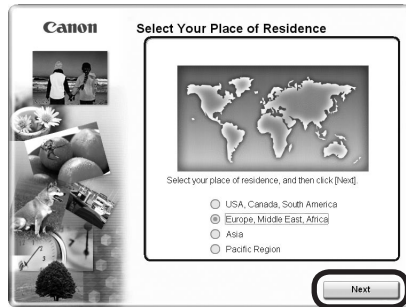 Canon
Select Your Place of Residence
Select your place of residence, and then click [Next].
USA, Canada, South America
Europe, Middle East, Africa
Asia
Pacific Region
Next